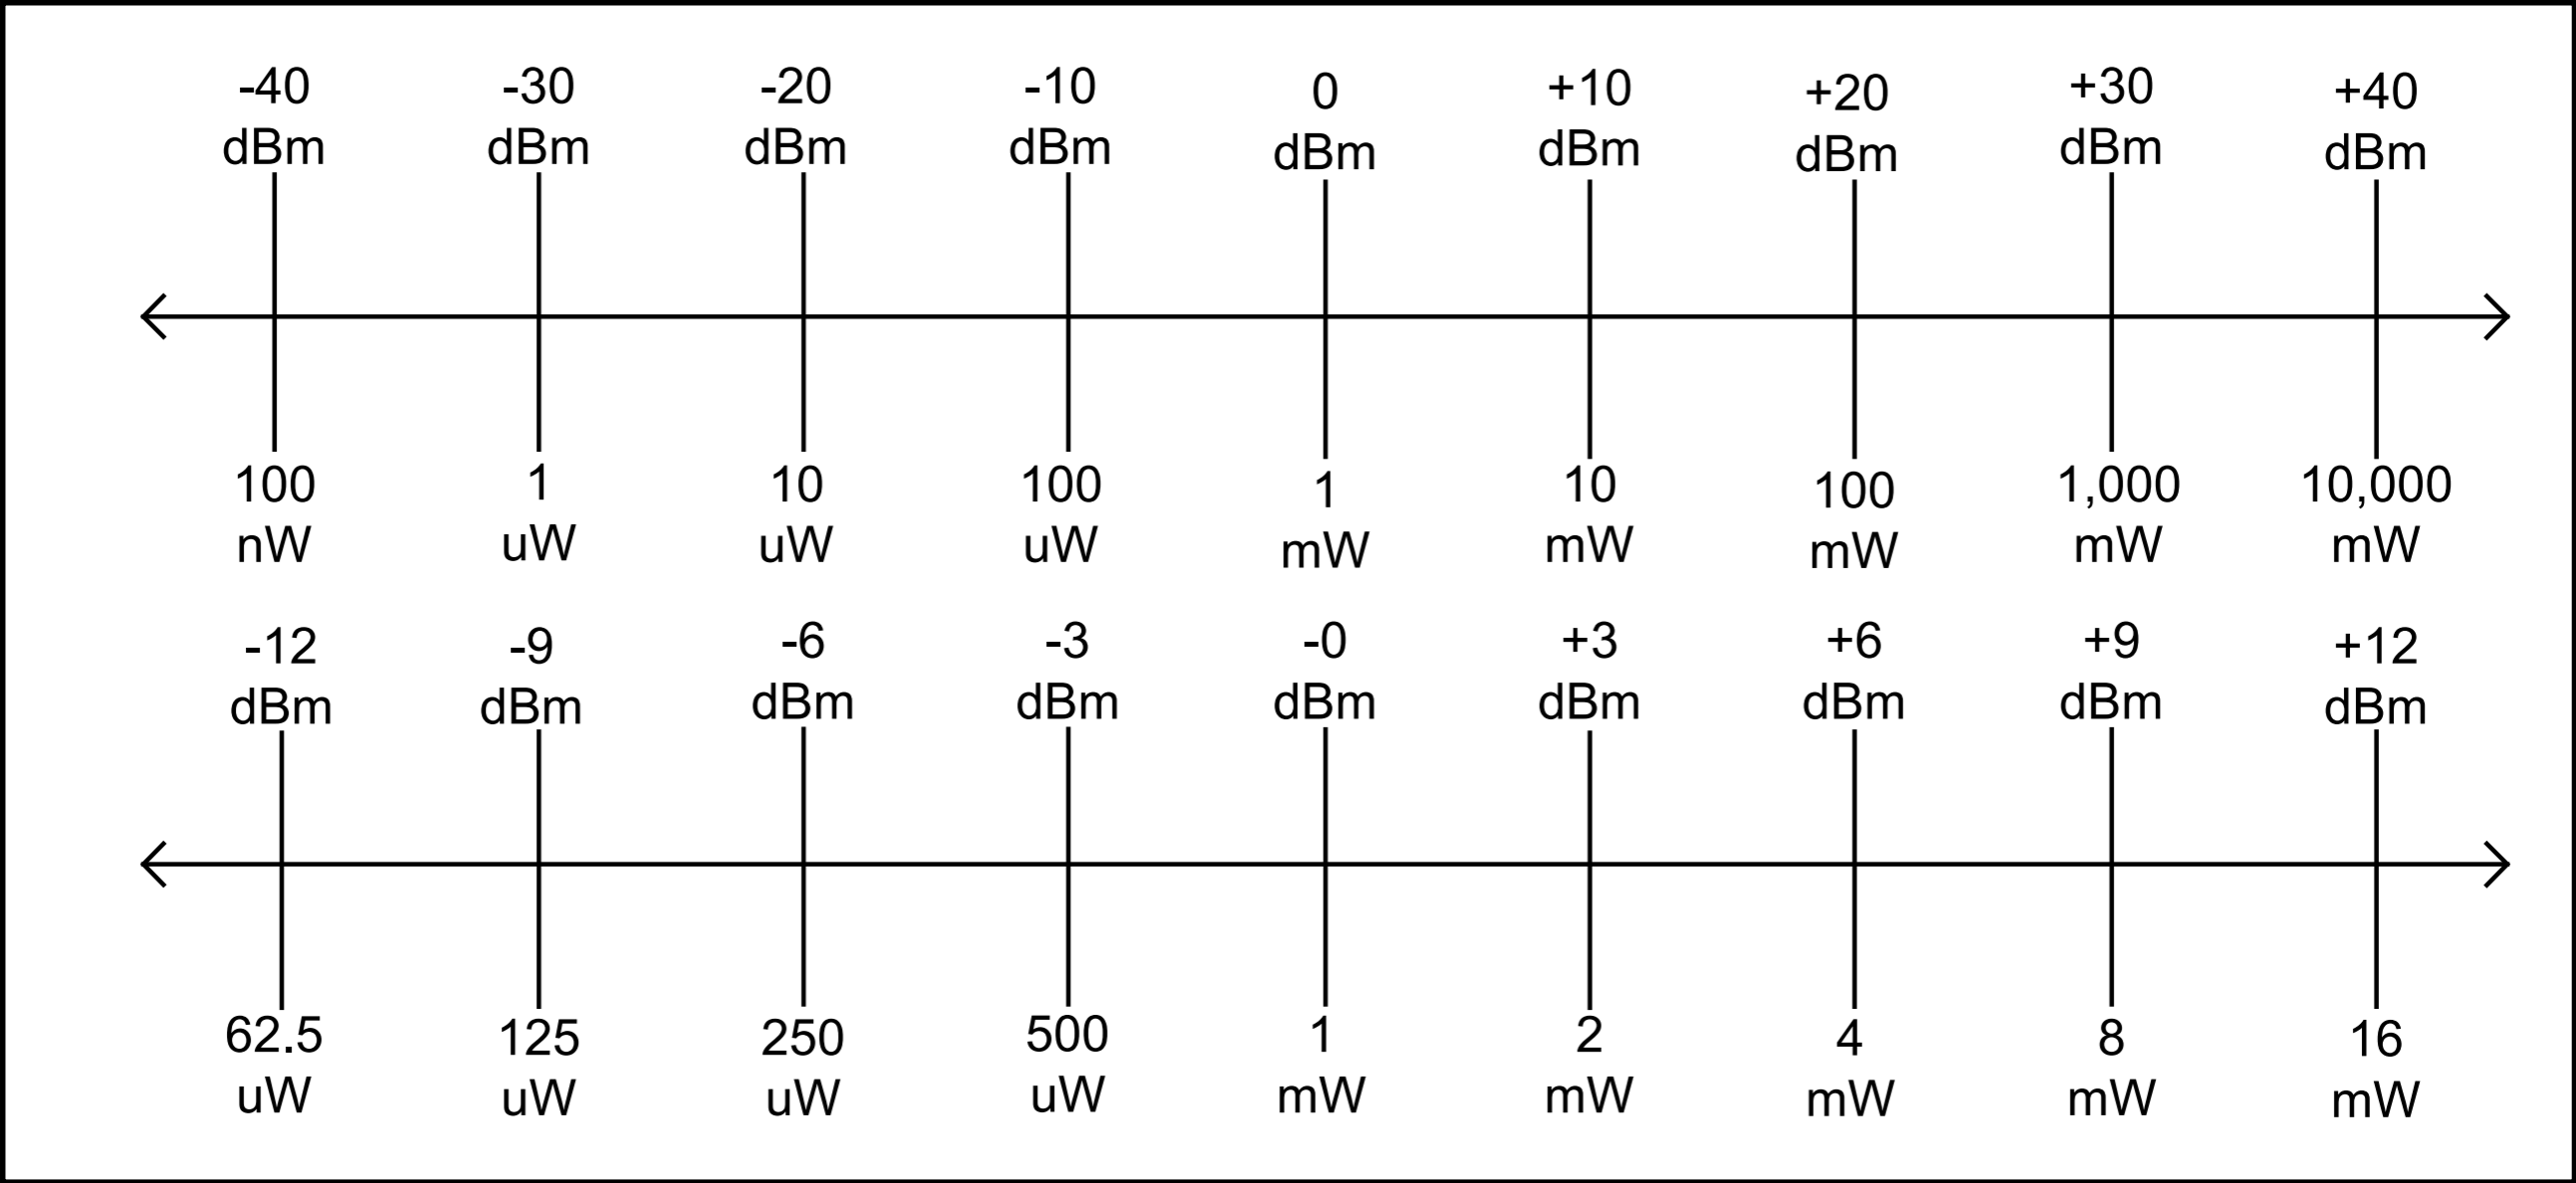 -40 -30 -20 -10 0 +10 +20 +30 +40
dBm dBm dBm dBm dBm dBm dBm dBm dBm
100 1 10 100 1 10 100 1,000 10,000
nW uW uW uW mW mW mW mW mW
-12 -9 -6 -3 -0 +3 +6 +9 +12
dBm dBm dBm dBm dBm dBm dBm dBm dBm
62.5 125 250 500 1 2 4 8 16
uW uW uW uW mW mW mW mW mW